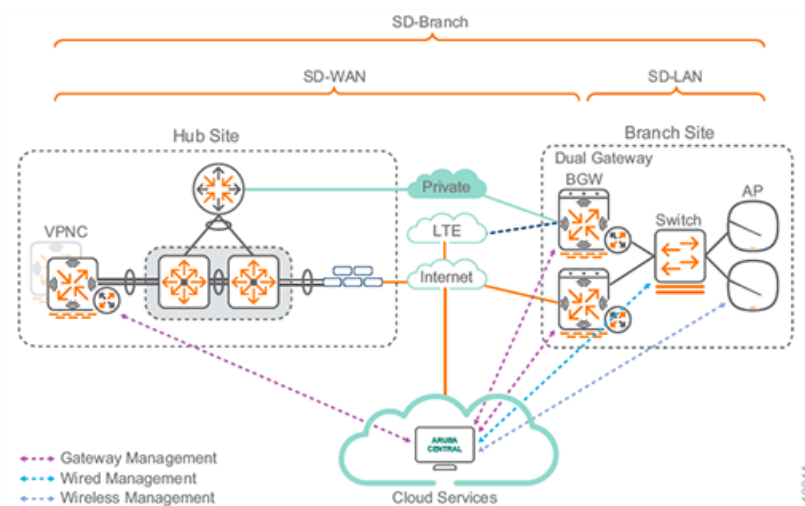 SD-Branch
SD-WAN
SD-LAN
Hub Site
Branch Site
Dual Gateway
BGW
Private
AP
LTE
Switch
VPNC
Internet
ARUBA
CENTRAL
Gateway Management
Wired Management
Wireless Management
Cloud Services